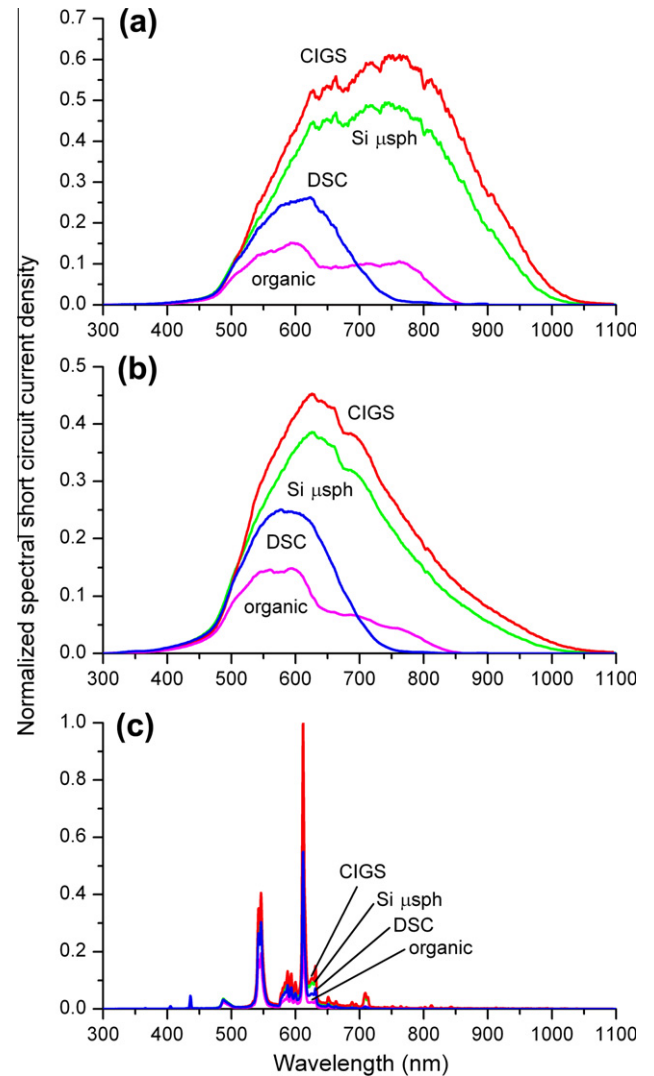 Normalized spectral short circuit current density
(a)
0.7
0.6
0.5
0.4
0.3
0.2
0.1
0.0
CIGS
Si µsph
DSC
organic
300 400 500 600 700 800 900 1000 1100
(b)
0.5
0.4
0.3
0.2
0.1
0.0
CIGS
Si µsph
DSC
organic
300 400 500 600 700 800 900 1000 1100
(c)
1.0
0.8
0.6
0.4
0.2
0.0
CIGS
Si µsph
DSC
organic
300 400 500 600 700 800 900 1000 1100
Wavelength (nm)